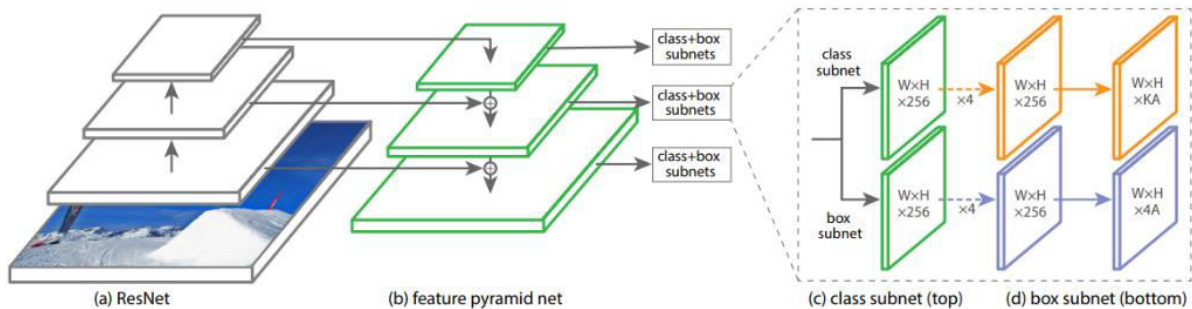 class+box
subnets
class+box
subnets
class+box
subnets
class
subnet
W×H
×256
×4
W×H
×256
W×H
×KA
box
subnet
W×H
×256
×4
W×H
×256
W×H
×4A
(a) ResNet
(b) feature pyramid net
(c) class subnet (top)
(d) box subnet (bottom)